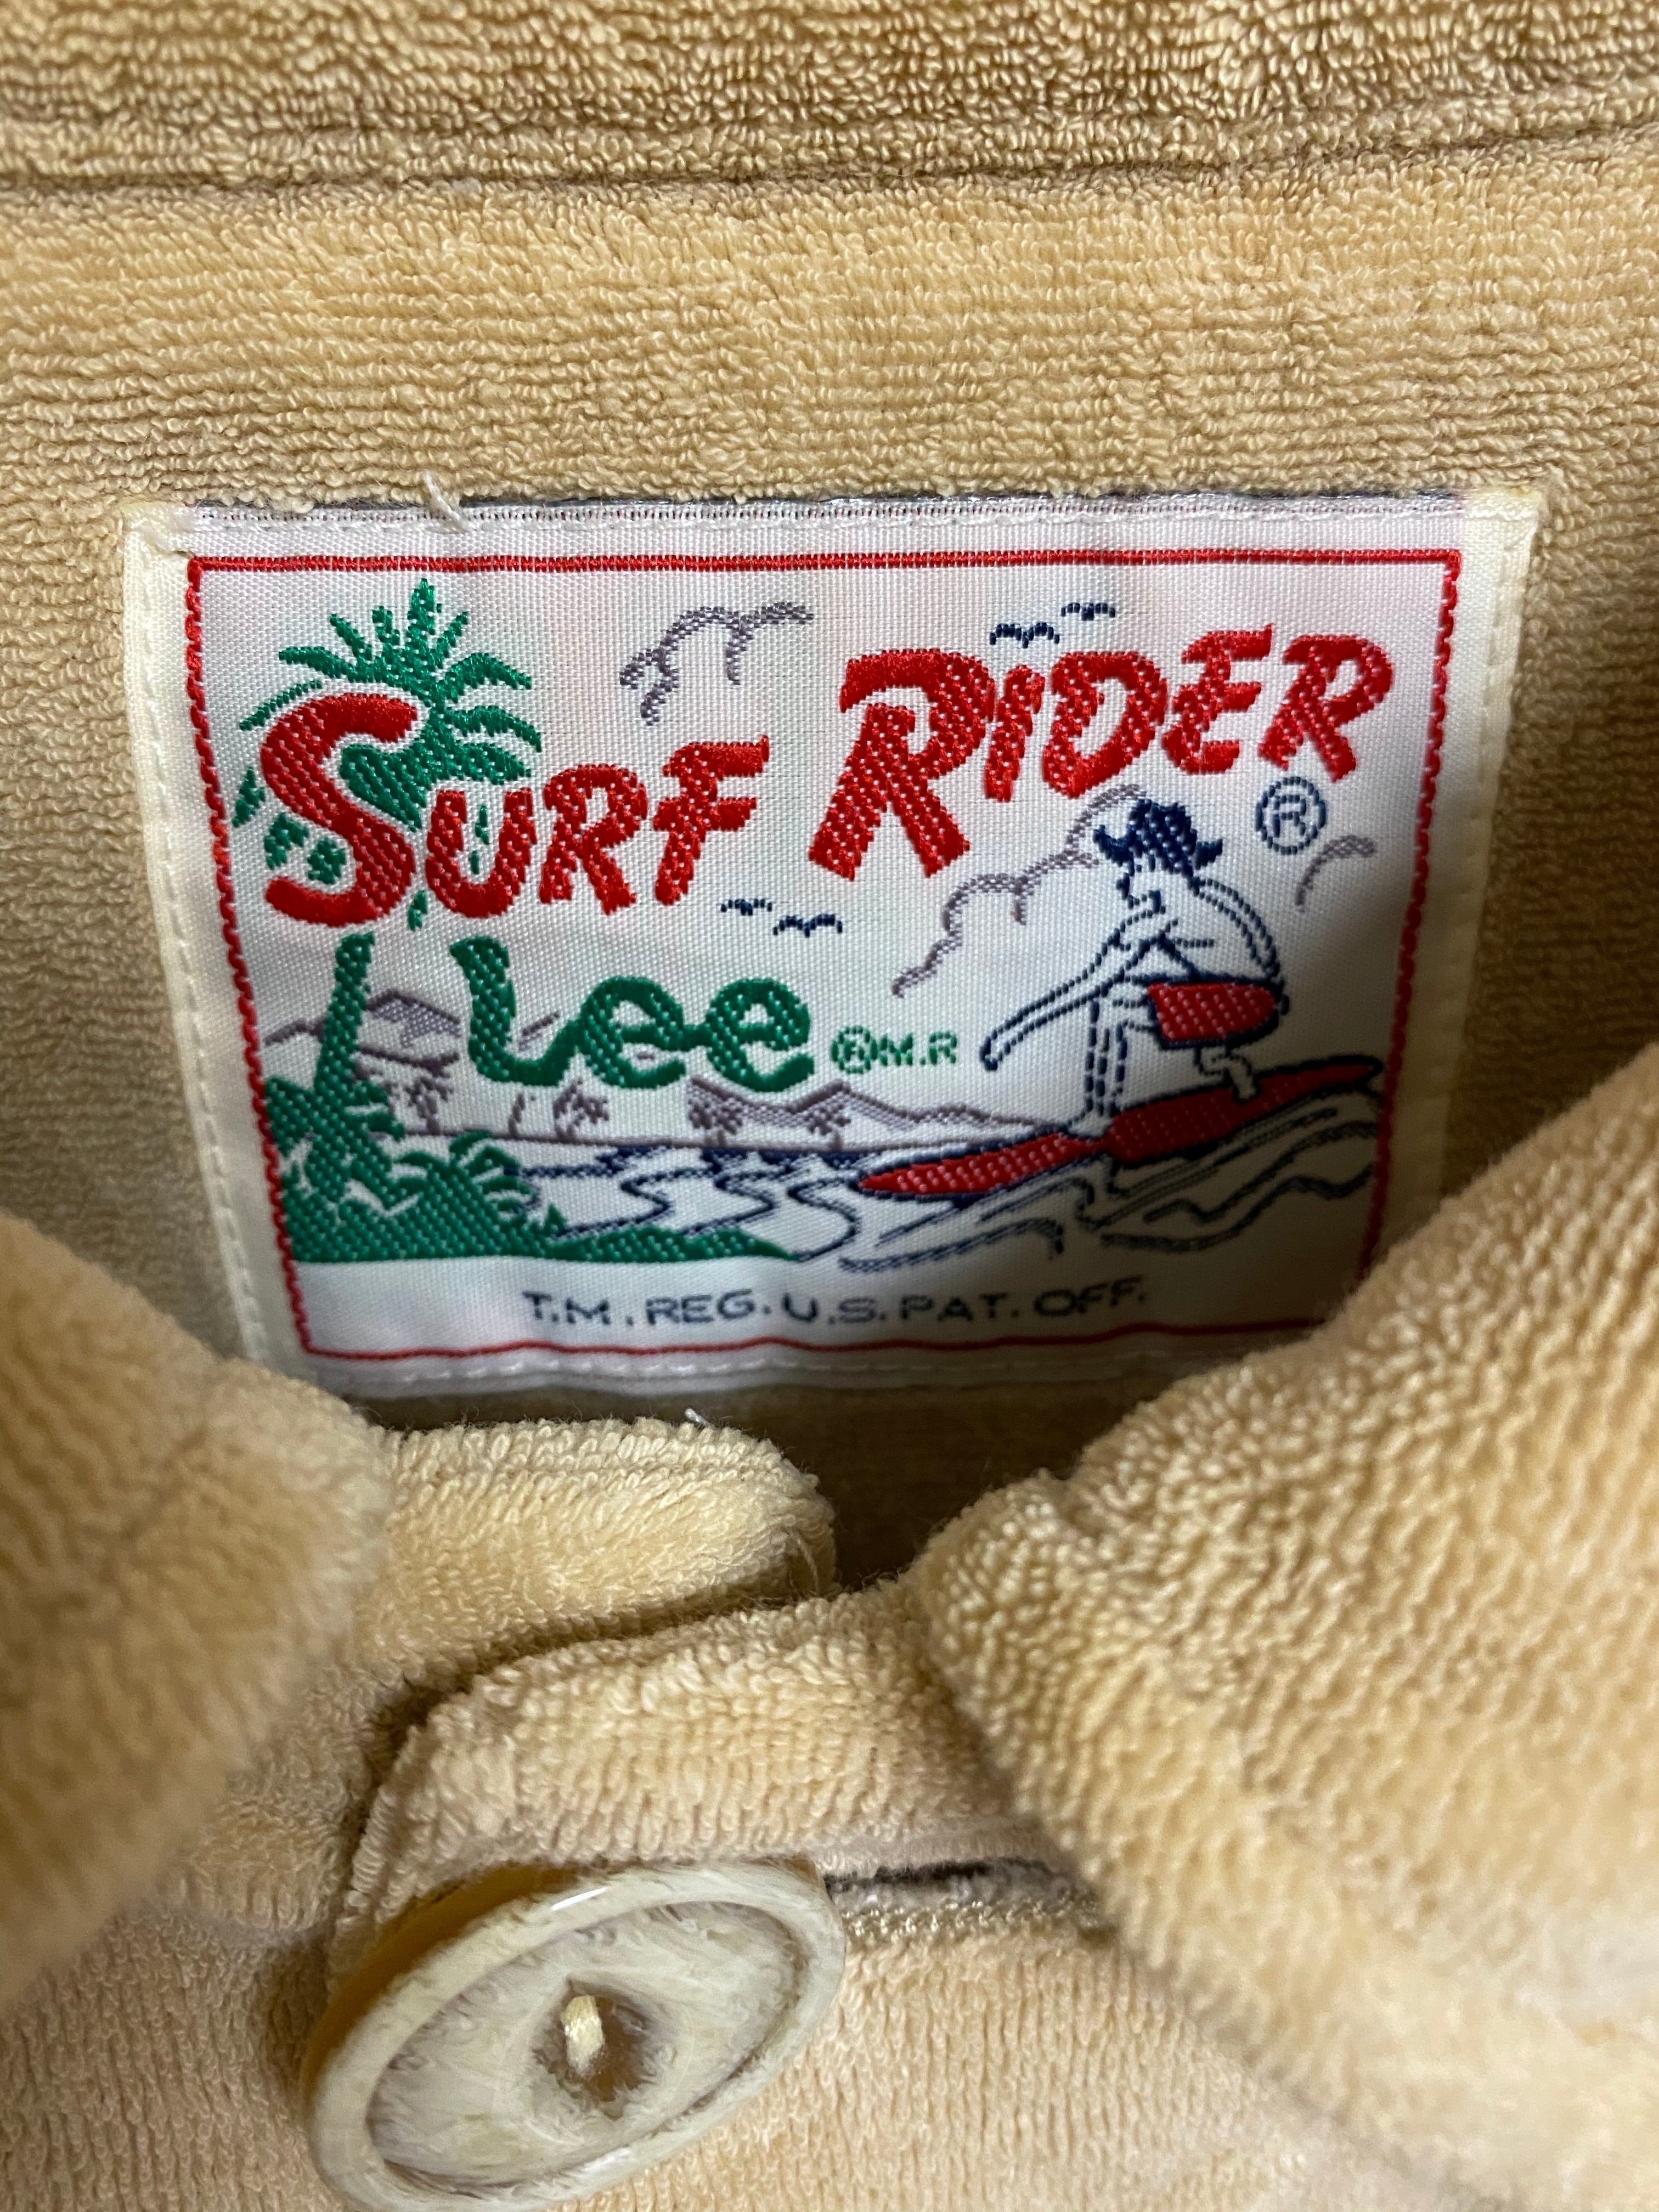 SURF RIDER ®
Lee ® M.R
T.M. REG. U.S. PAT. OFF.